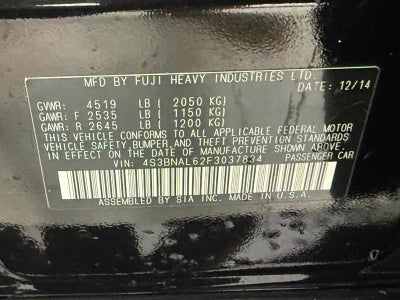 MFD BY FUJI HEAVY INDUSTRIES LTD.
DATE: 12/14
GVWR: 4519 LB ( 2050 KG)
GAWR: F 2535 LB ( 1150 KG)
GAWR: R 2645 LB ( 1200 KG)
THIS VEHICLE CONFORMS TO ALL APPLICABLE FEDERAL MOTOR
VEHICLE SAFETY, BUMPER, AND THEFT PREVENTION STANDARDS
IN EFFECT ON THE DATE OF MANUFACTURE SHOWN ABOVE.
VIN: 4S3BNAL62F3037834 PASSENGER CAR
ASSEMBLED BY SIA INC. MADE IN U.S.A.